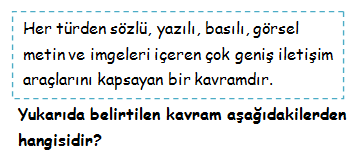 Her türden sözlü, yazılı, basılı, görsel
metin ve imgeleri içeren çok geniş iletişim
araçlarını kapsayan bir kavramdır.
Yukarıda belirtilen kavram aşağıdakilerden
hangisidir?